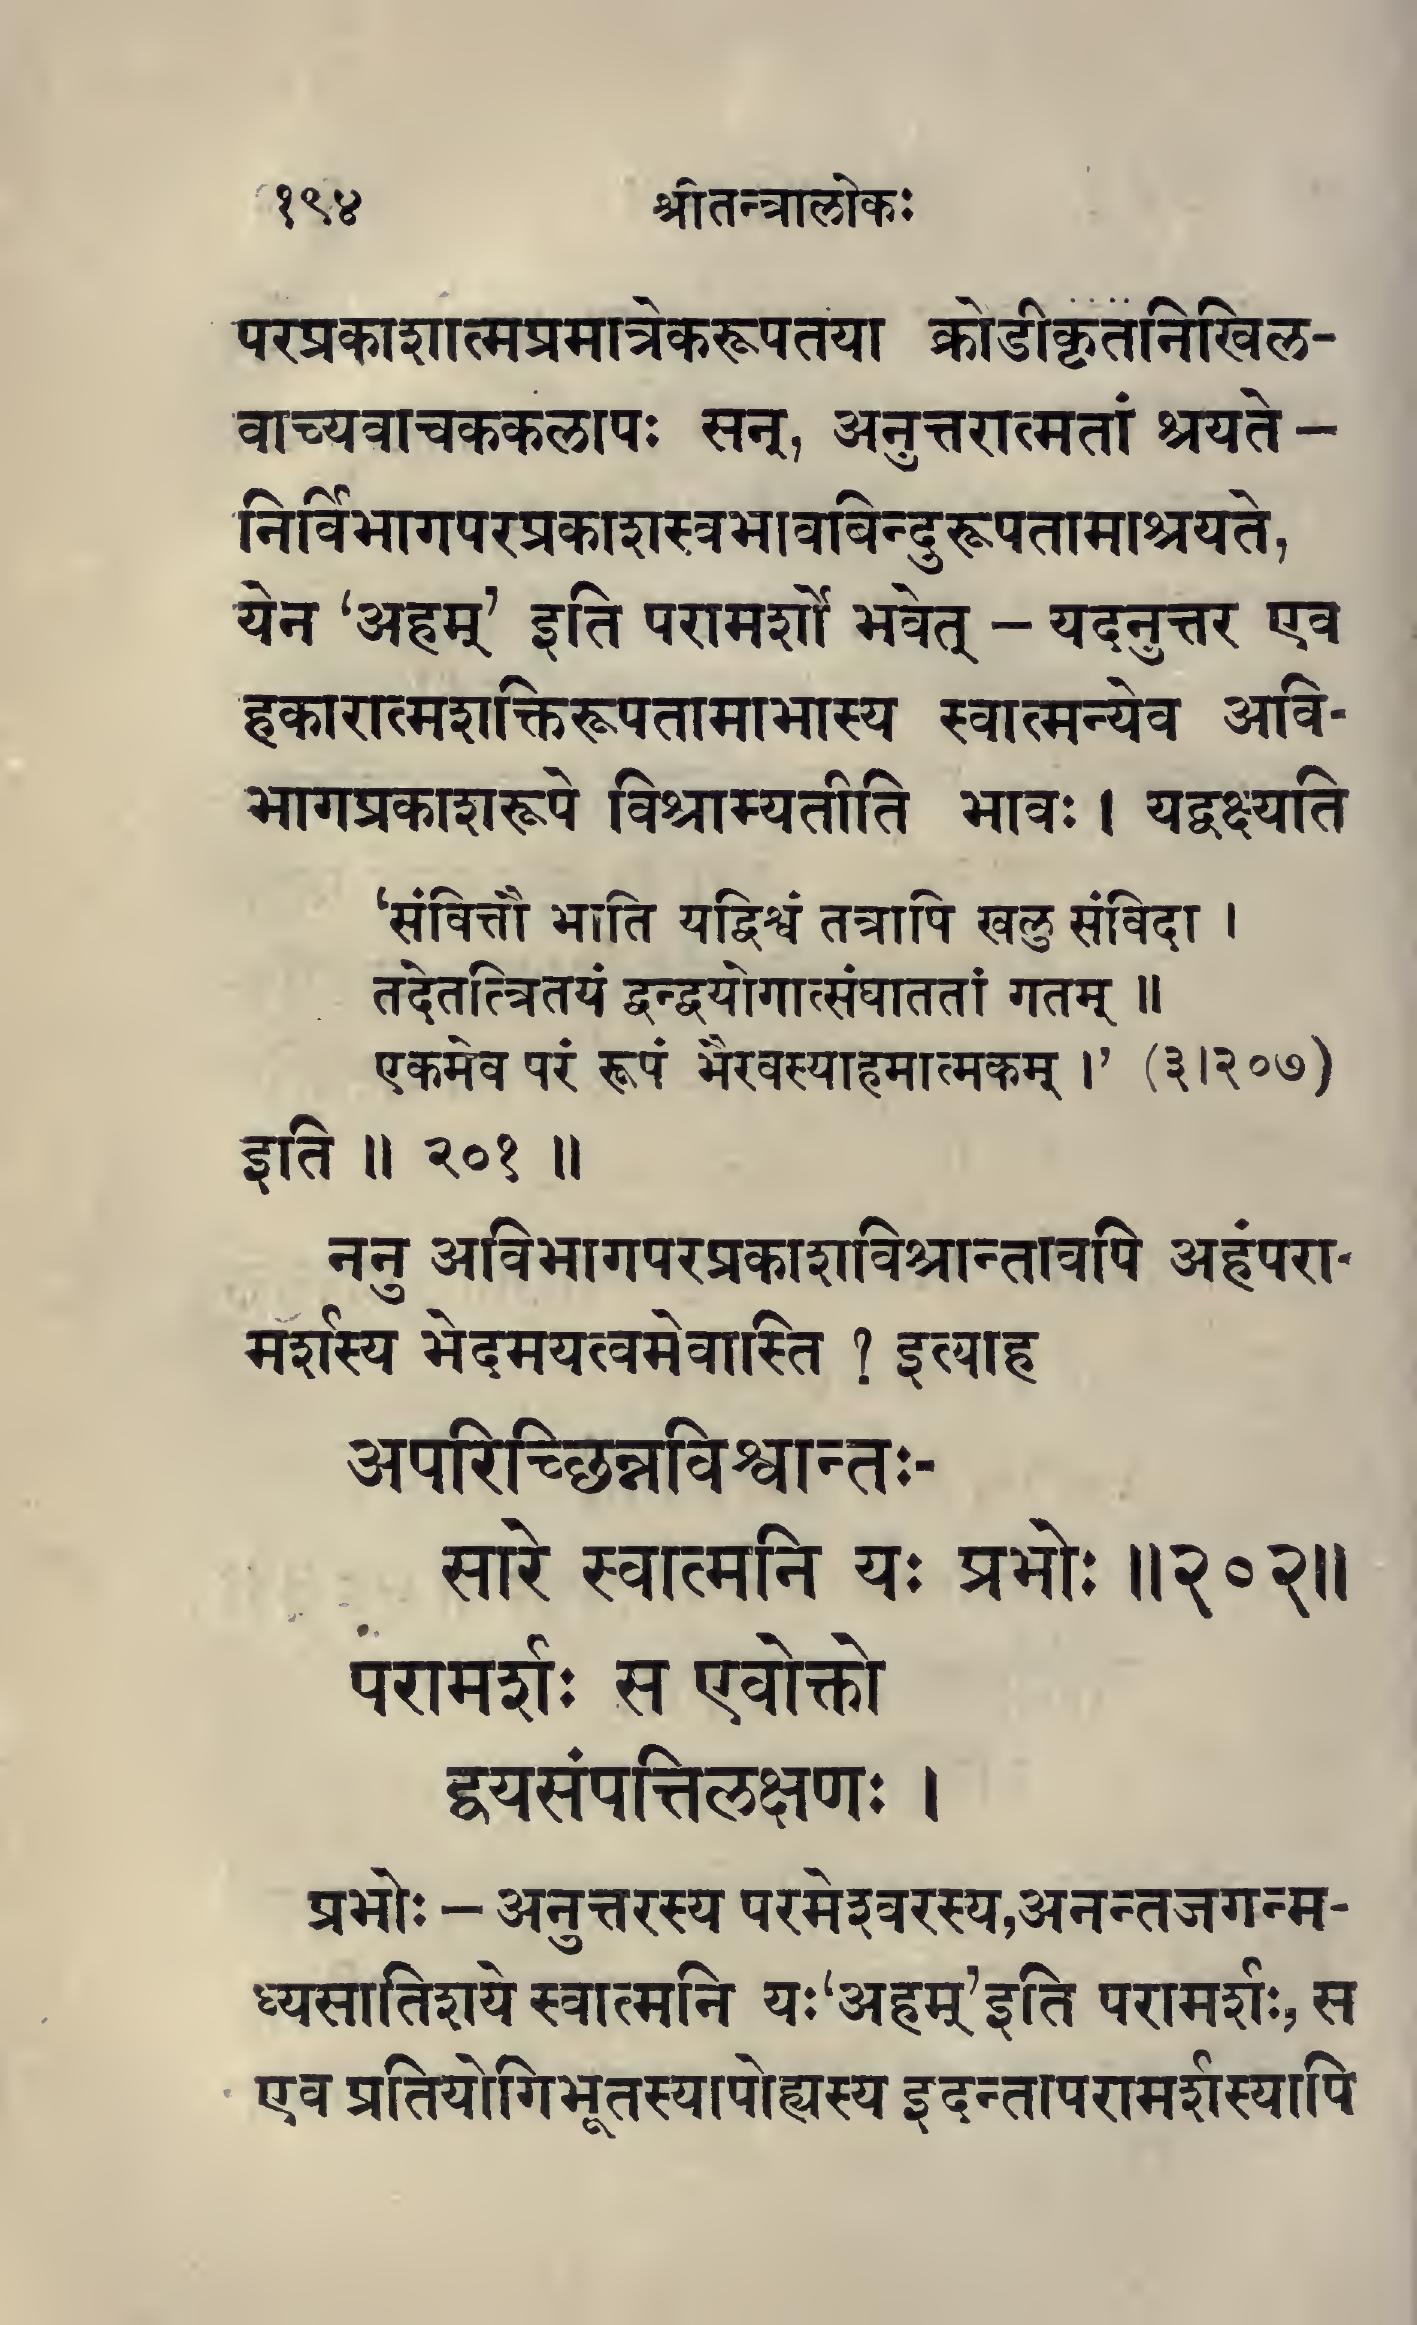 १९४ श्रीतन्त्रालोकः
परप्रकाशात्मप्रमात्रेकरूपतया क्रोडीकृतनिखिल-
वाच्यवाचककलापः सन्, अनुत्तरात्मतां श्रयते –
निर्विभागपरप्रकाशस्वभावबिन्दुरूपतामाश्रयते,
येन ‘अहम्’ इति परामर्शो भवेत् – यदनुत्तर एव
हकारात्मशक्तिरूपतामाभास्य स्वात्मन्येव अवि-
भागप्रकाशरूपे विश्राम्यतीति भावः । यद्वक्ष्यति
‘संवित्तौ भाति यद्विश्वं तत्रापि खलु संविदा ।
तदेतत्त्रितयं द्वन्द्वयोगात्संघाततां गतम् ॥
एकमेव परं रूपं भैरवस्याहमात्मकम् ।’ (३।२०७)
इति ॥ २०१ ॥
ननु अविभागपरप्रकाशविश्रान्तावपि अहंपरा-
मर्शस्य भेदमयत्वमेवास्ति ? इत्याह
अपरिच्छिन्नविश्वान्तः-
सारे स्वात्मनि यः प्रभोः ॥२०२॥
परामर्शः स एवोक्तो
द्वयसंपत्तिलक्षणः ।
प्रभोः – अनुत्तरस्य परमेश्वरस्य,अनन्तजगन्म-
ध्यसातिशये स्वात्मनि यः‘अहम्’इति परामर्शः, स
एव प्रतियोगिभूतस्यापोह्यस्य इदन्तापरामर्शस्यापि